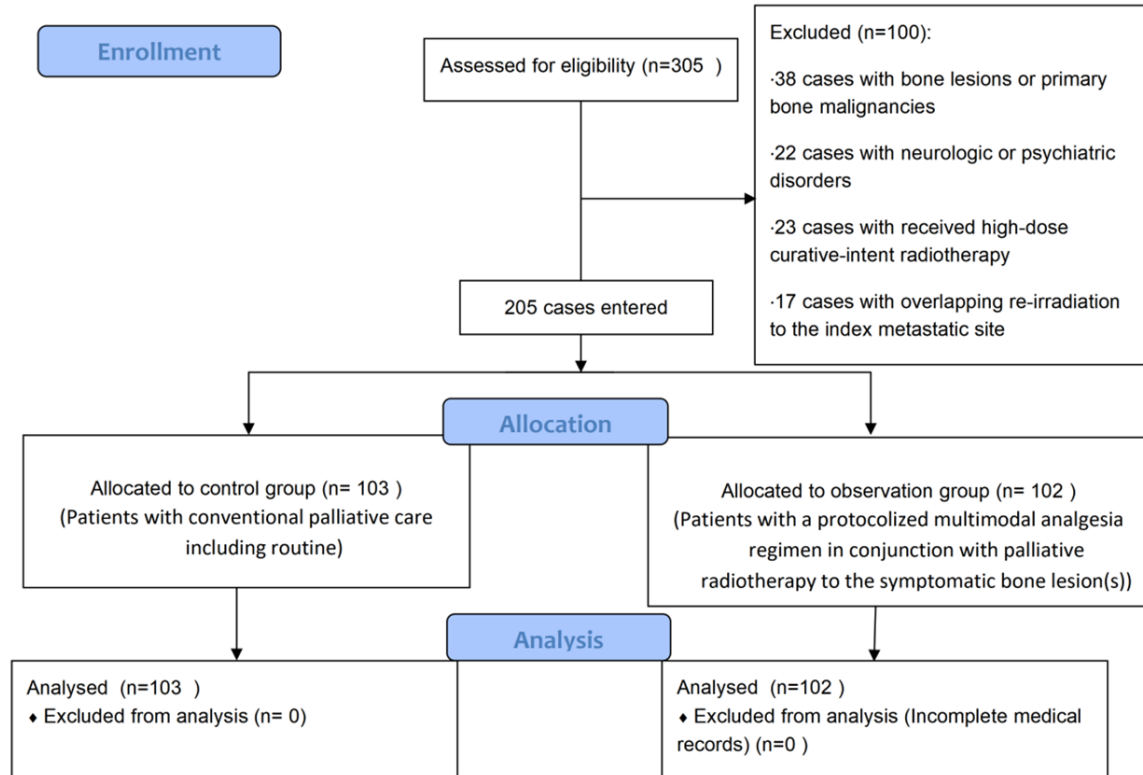 Enrollment
Assessed for eligibility (n=305 )
Excluded (n=100):
·38 cases with bone lesions or primary
bone malignancies
·22 cases with neurologic or psychiatric
disorders
·23 cases with received high-dose
curative-intent radiotherapy
·17 cases with overlapping re-irradiation
to the index metastatic site
205 cases entered
Allocation
Allocated to control group (n= 103 )
(Patients with conventional palliative care
including routine)
Allocated to observation group (n= 102 )
(Patients with a protocolized multimodal analgesia
regimen in conjunction with palliative
radiotherapy to the symptomatic bone lesion(s))
Analysis
Analysed (n=103 )
♦ Excluded from analysis (n= 0)
Analysed (n=102 )
♦ Excluded from analysis (Incomplete medical
records) (n=0 )